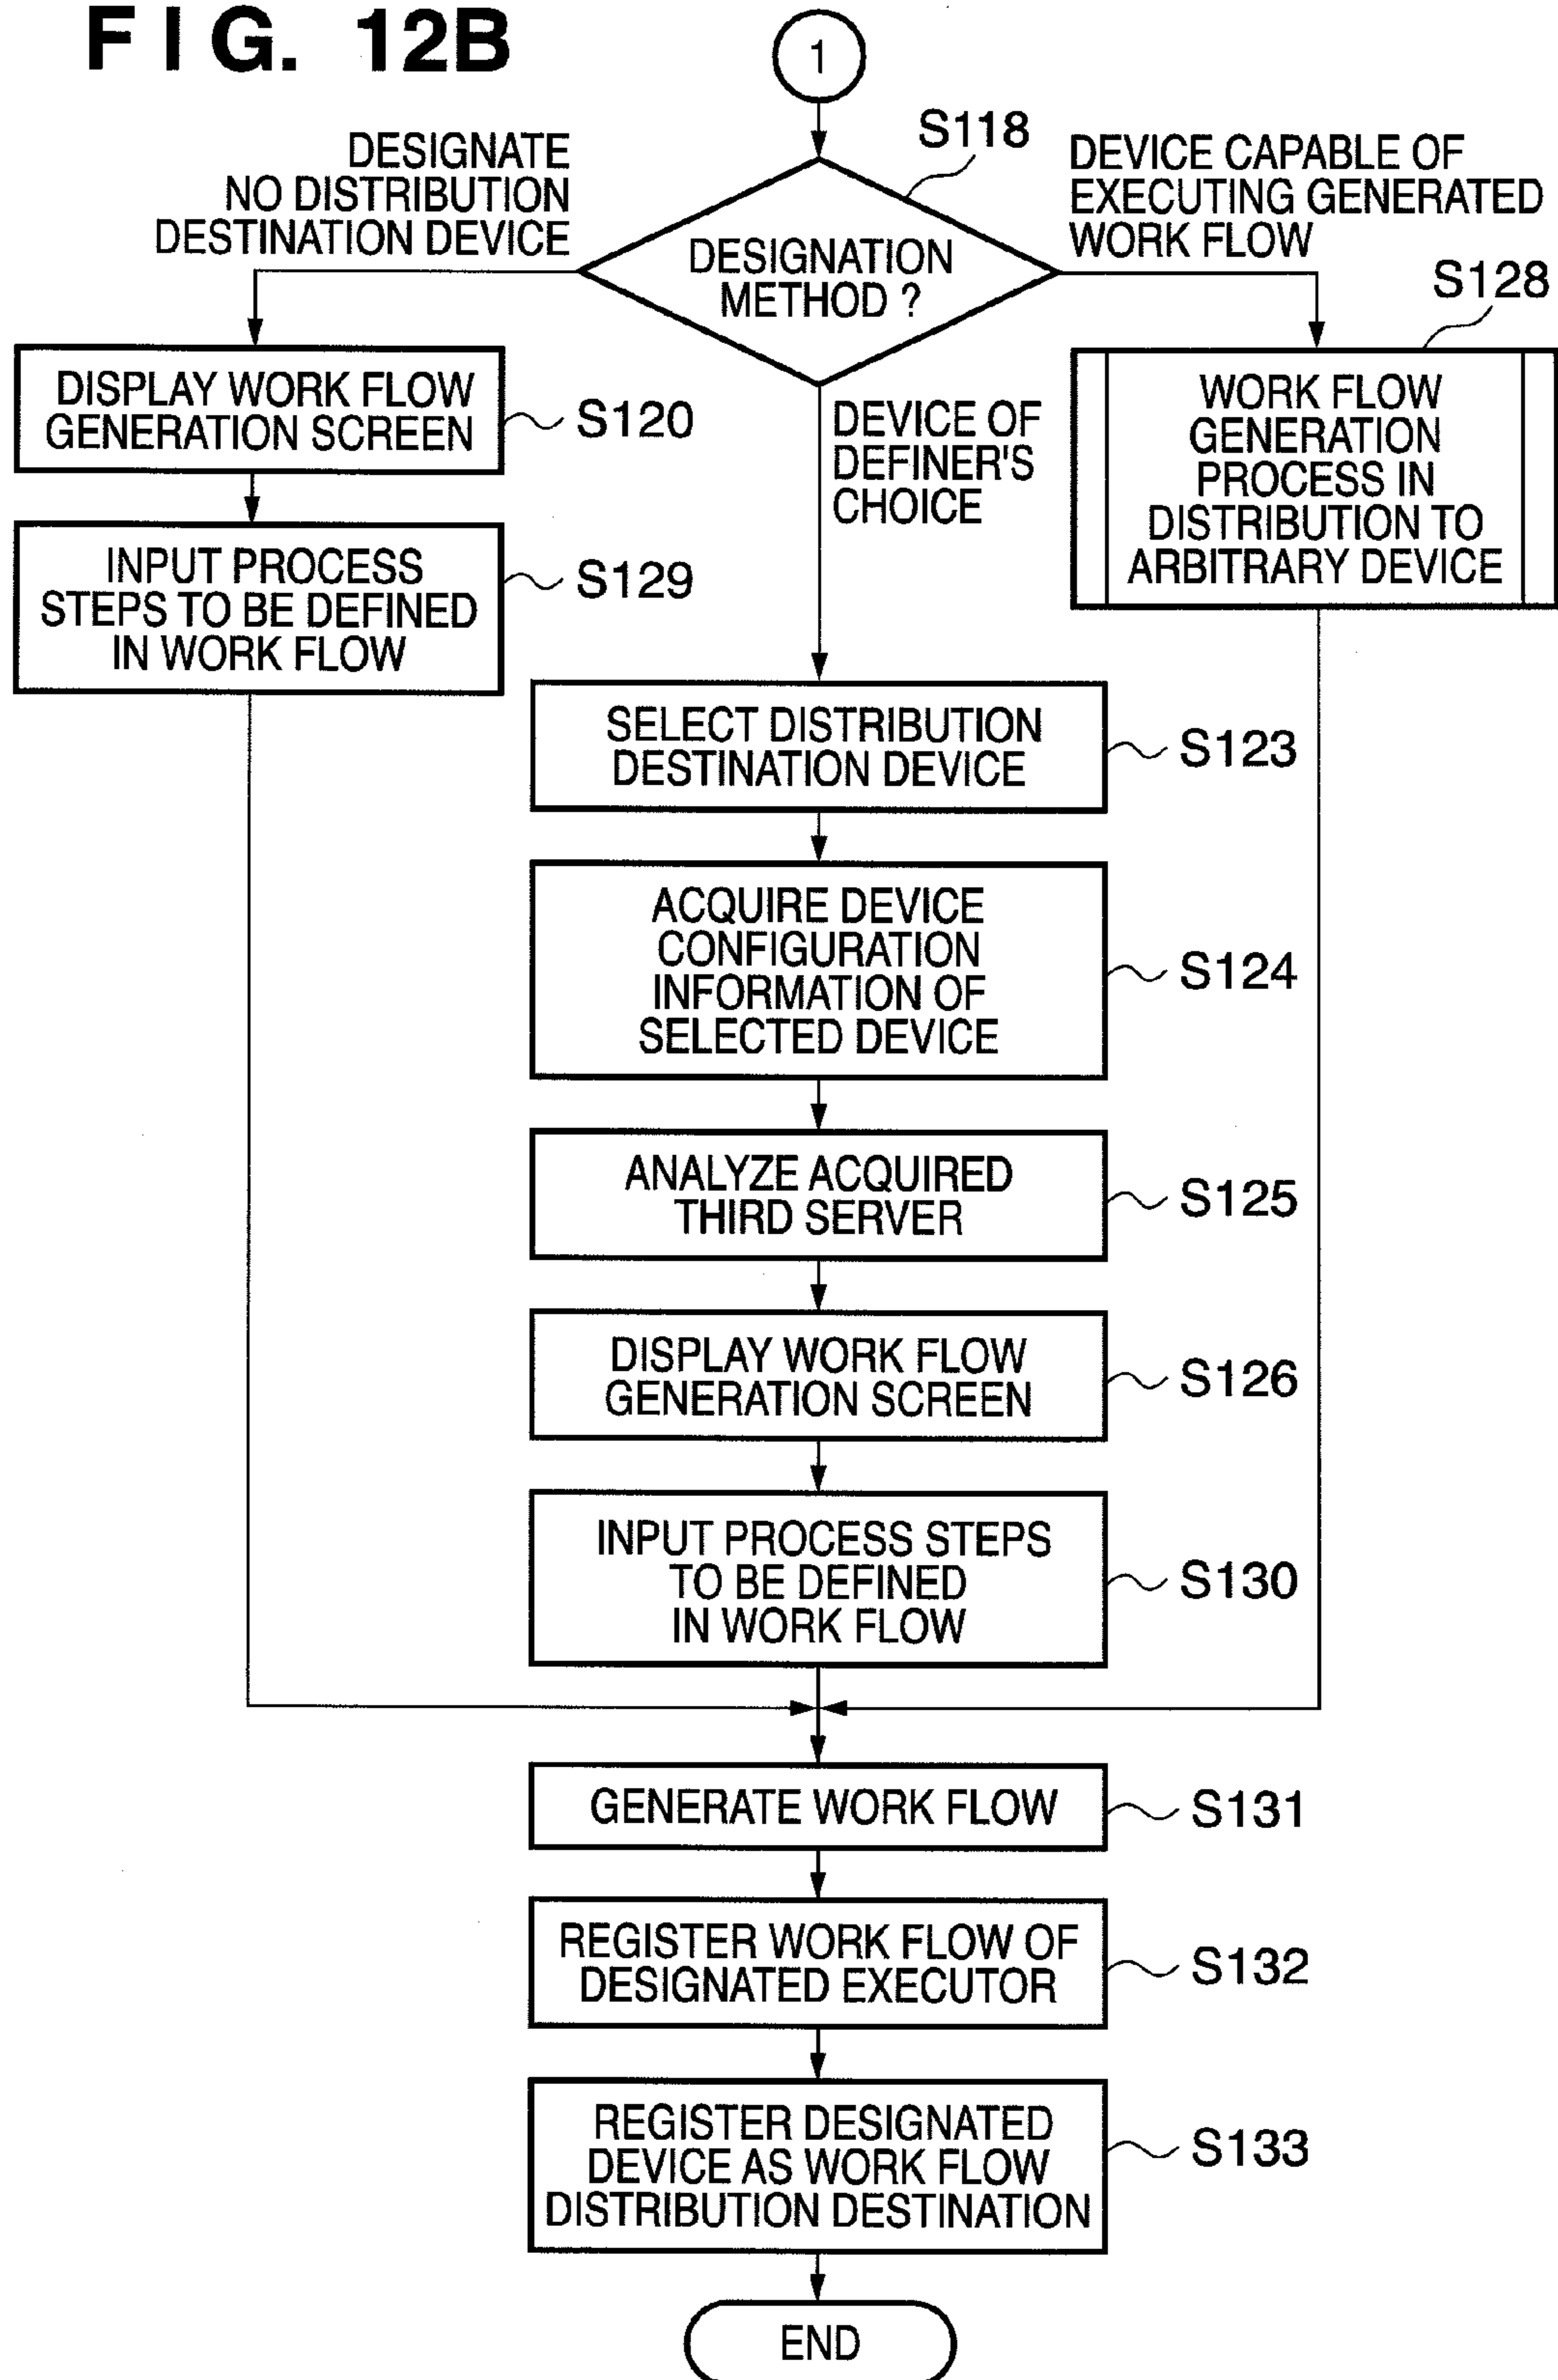 FIG. 12B
1
S118
DESIGNATE
NO DISTRIBUTION
DESTINATION DEVICE
DESIGNATION
METHOD ?
DEVICE CAPABLE OF
EXECUTING GENERATED
WORK FLOW
S128
DISPLAY WORK FLOW
GENERATION SCREEN
S120
DEVICE OF
DEFINER'S
CHOICE
WORK FLOW
GENERATION
PROCESS IN
DISTRIBUTION TO
ARBITRARY DEVICE
INPUT PROCESS
STEPS TO BE DEFINED
IN WORK FLOW
S129
SELECT DISTRIBUTION
DESTINATION DEVICE
S123
ACQUIRE DEVICE
CONFIGURATION
INFORMATION OF
SELECTED DEVICE
S124
ANALYZE ACQUIRED
THIRD SERVER
S125
DISPLAY WORK FLOW
GENERATION SCREEN
S126
INPUT PROCESS STEPS
TO BE DEFINED
IN WORK FLOW
S130
GENERATE WORK FLOW
S131
REGISTER WORK FLOW OF
DESIGNATED EXECUTOR
S132
REGISTER DESIGNATED
DEVICE AS WORK FLOW
DISTRIBUTION DESTINATION
S133
END